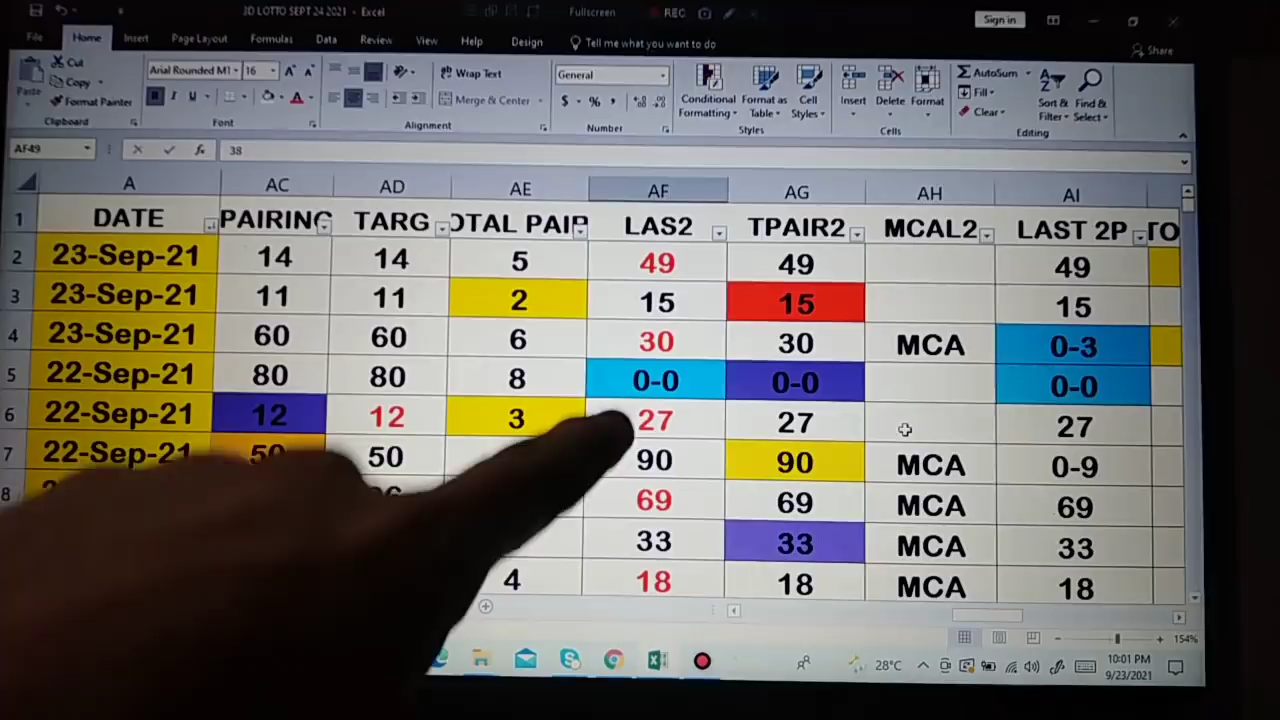 3D LOTTO SEPT 24 2021 - Excel Fullscreen REC Sign in
File Home Insert Page Layout Formulas Data Review View Help Design Tell me what you want to do Share
Paste Cut Copy Format Painter
Arial Rounded MT 16
B I U
Wrap Text
Merge & Center
General
$ % ,
Conditional Formatting Format as Table Cell Styles
Insert Delete Format
AutoSum
Fill
Clear
Sort & Filter Find & Select
Clipboard Font Alignment Number Styles Cells Editing
AF49 fx 38
A AC AD AE AF AG AH AI
1 DATE PAIRING TARG OTAL PAIR LAS2 TPAIR2 MCAL2 LAST 2P TO
2 23-Sep-21 14 14 5 49 49 49
3 23-Sep-21 11 11 2 15 15 15
4 23-Sep-21 60 60 6 30 30 MCA 0-3
5 22-Sep-21 80 80 8 0-0 0-0 0-0
6 22-Sep-21 12 12 3 27 27 27
7 22-Sep-21 50 50 90 90 MCA 0-9
8 69 69 MCA 69
33 33 MCA 33
4 18 18 MCA 18
154%
28°C 10:01 PM
9/23/2021